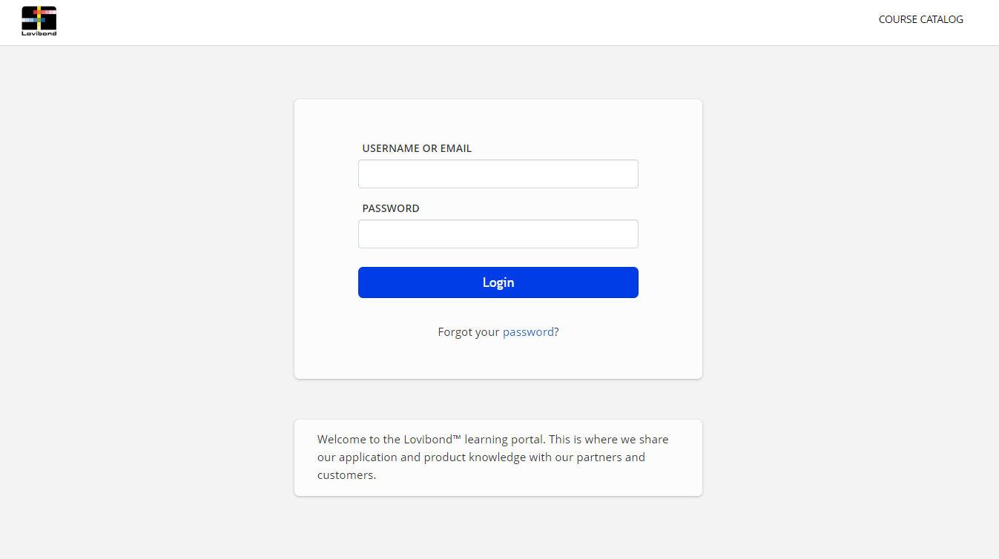 Lovibond
COURSE CATALOG
USERNAME OR EMAIL
PASSWORD
Login
Forgot your password?
Welcome to the Lovibond™ learning portal. This is where we share
our application and product knowledge with our partners and
customers.